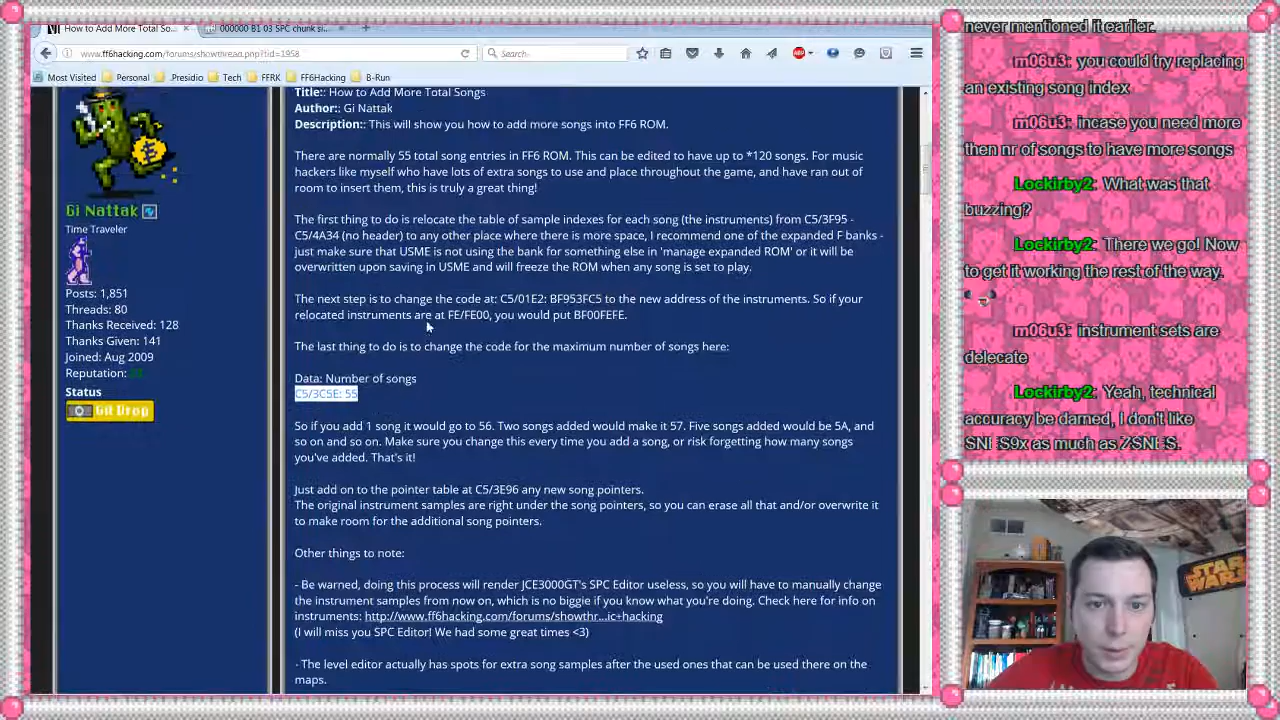 How to Add More Total So...
000000 B1 03 SPC chunk si...
www.ff6hacking.com/forums/showthread.php?tid=1958
Search
Most Visited
Personal
.Presidio
Tech
FFRK
FF6Hacking
B-Run
Title:: How to Add More Total Songs
Author:: Gi Nattak
Description:: This will show you how to add more songs into FF6 ROM.
There are normally 55 total song entries in FF6 ROM. This can be edited to have up to *120 songs. For music
hackers like myself who have lots of extra songs to use and place throughout the game, and have ran out of
room to insert them, this is truly a great thing!
The first thing to do is relocate the table of sample indexes for each song (the instruments) from C5/3F95 -
C5/4A34 (no header) to any other place where there is more space, I recommend one of the expanded F banks -
just make sure that USME is not using the bank for something else in 'manage expanded ROM' or it will be
overwritten upon saving in USME and will freeze the ROM when any song is set to play.
The next step is to change the code at: C5/01E2: BF953FC5 to the new address of the instruments. So if your
relocated instruments are at FE/FE00, you would put BF00FEFE.
The last thing to do is to change the code for the maximum number of songs here:
Data: Number of songs
C5/3C5E: 55
So if you add 1 song it would go to 56. Two songs added would make it 57. Five songs added would be 5A, and
so on and so on. Make sure you change this every time you add a song, or risk forgetting how many songs
you've added. That's it!
Just add on to the pointer table at C5/3E96 any new song pointers.
The original instrument samples are right under the song pointers, so you can erase all that and/or overwrite it
to make room for the additional song pointers.
Other things to note:
- Be warned, doing this process will render JCE3000GT's SPC Editor useless, so you will have to manually change
the instrument samples from now on, which is no biggie if you know what you're doing. Check here for info on
instruments: http://www.ff6hacking.com/forums/showthr...ic+hacking
(I will miss you SPC Editor! We had some great times <3)
- The level editor actually has spots for extra song samples after the used ones that can be used there on the
maps.
Gi Nattak
Time Traveler
Posts: 1,851
Threads: 80
Thanks Received: 128
Thanks Given: 141
Joined: Aug 2009
Reputation:
Status
Git Drop
never mentioned it earlier.
m06u3: you could try replacing
an existing song index
m06u3: incase you need more
then nr of songs to have more songs
Lockirby2: What was that
buzzing?
Lockirby2: There we go! Now
to get it working the rest of the way.
m06u3: instrument sets are
delecate
Lockirby2: Yeah, technical
accuracy be darned, I don't like
SNES9x as much as ZSNES.
STAR
WARS